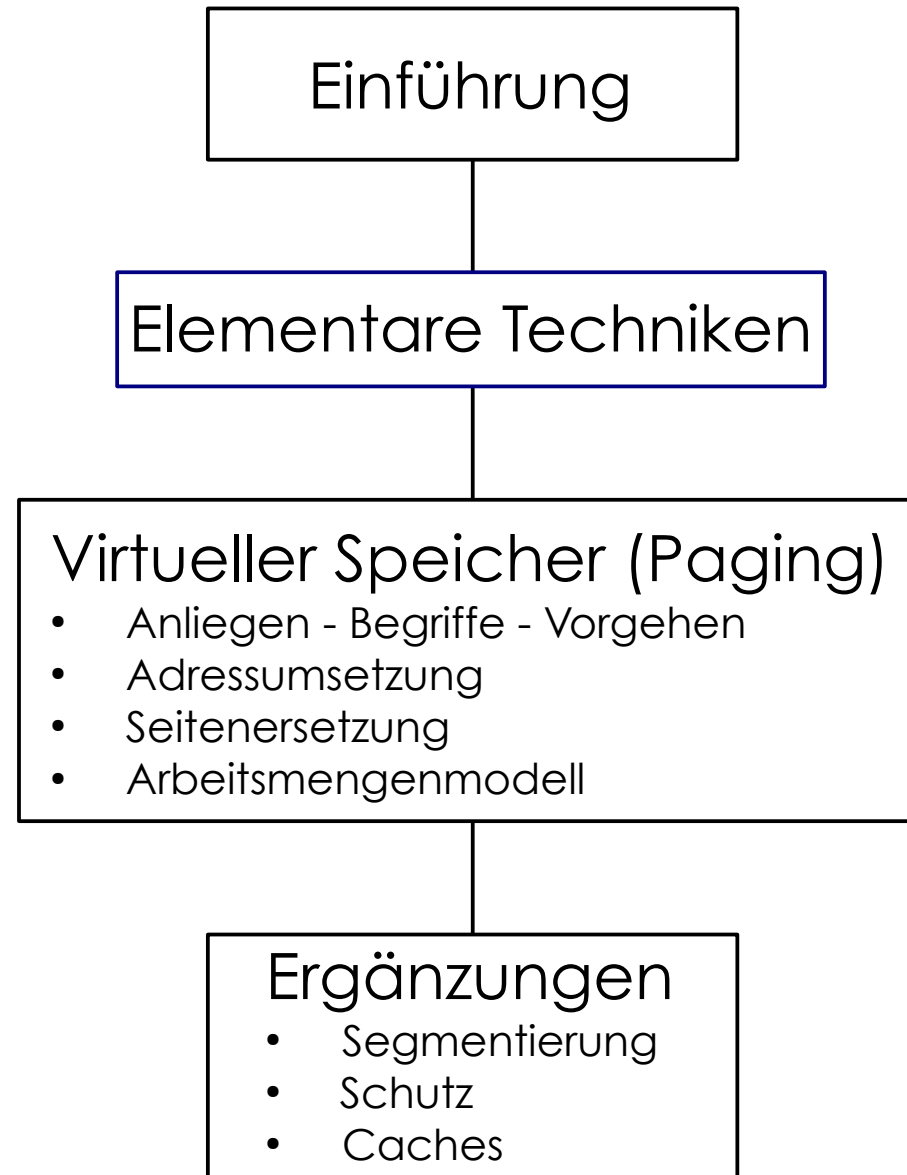 Einführung
Elementare Techniken
Virtueller Speicher (Paging)
• Anliegen - Begriffe - Vorgehen
• Adressumsetzung
• Seitenersetzung
• Arbeitsmengenmodell
Ergänzungen
• Segmentierung
• Schutz
• Caches